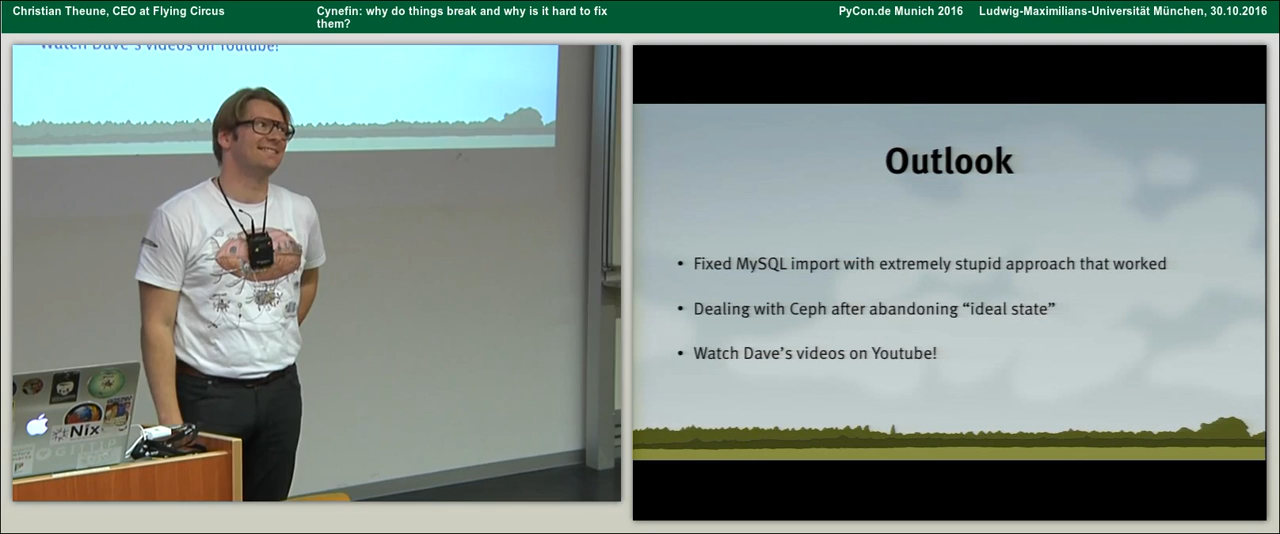 Christian Theune, CEO at Flying Circus
Cynefin: why do things break and why is it hard to fix
them?
PyCon.de Munich 2016
Ludwig-Maximilians-Universität München, 30.10.2016
Watch Dave's videos on Youtube!
Nix
Outlook
• Fixed MySQL import with extremely stupid approach that worked
• Dealing with Ceph after abandoning “ideal state”
• Watch Dave's videos on Youtube!